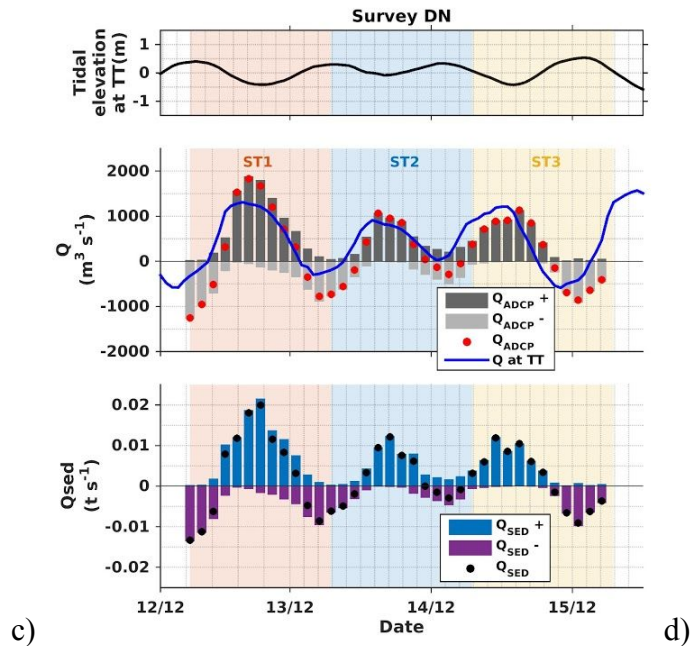 Survey DN
Tidal elevation at TT(m)
1
0
-1
ST1 ST2 ST3
Q (m³ s⁻¹)
2000
1000
0
-1000
-2000
Q_ADCP +
Q_ADCP -
Q_ADCP
Q at TT
Qsed (t s⁻¹)
0.02
0.01
0
-0.01
-0.02
Q_SED +
Q_SED -
Q_SED
12/12 13/12 14/12 15/12
Date
c) d)